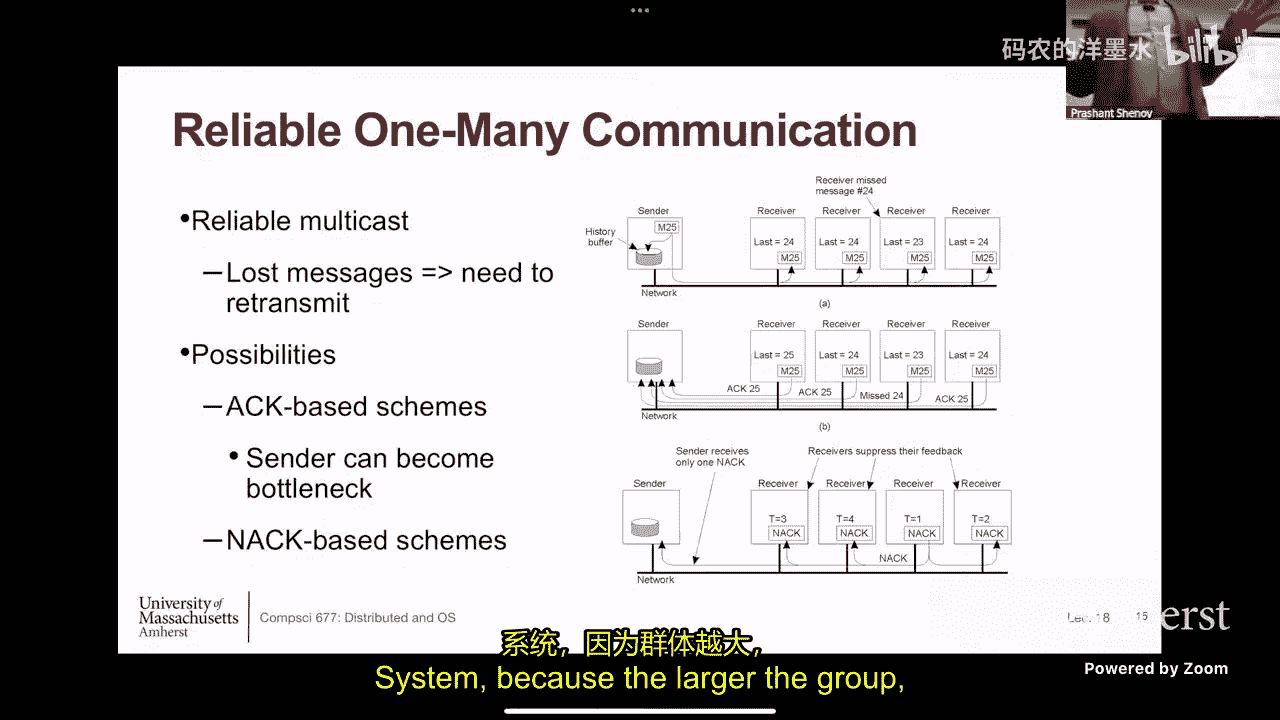 码农的洋墨水 bilibili
Prashant Shenoy
Reliable One-Many Communication
•Reliable multicast
–Lost messages => need to
retransmit
•Possibilities
–ACK-based schemes
• Sender can become
bottleneck
–NACK-based schemes
Receiver missed
message #24
Sender
Receiver
Receiver
Receiver
Receiver
History
buffer
M25
Last = 24
Last = 24
Last = 23
Last = 24
M25
M25
M25
M25
Network
(a)
Sender
Receiver
Receiver
Receiver
Receiver
Last = 25
Last = 24
Last = 23
Last = 24
M25
M25
M25
M25
ACK 25
ACK 25
Missed 24
ACK 25
Network
(b)
Sender receives
only one NACK
Receivers suppress their feedback
Sender
Receiver
Receiver
Receiver
Receiver
T=3
T=4
T=1
T=2
NACK
NACK
NACK
NACK
NACK
Network
University of
Massachusetts
Amherst
Compsci 677: Distributed and OS
Lec. 18
15
erst
系统，因为群体越大，
System, because the larger the group,
Powered by Zoom